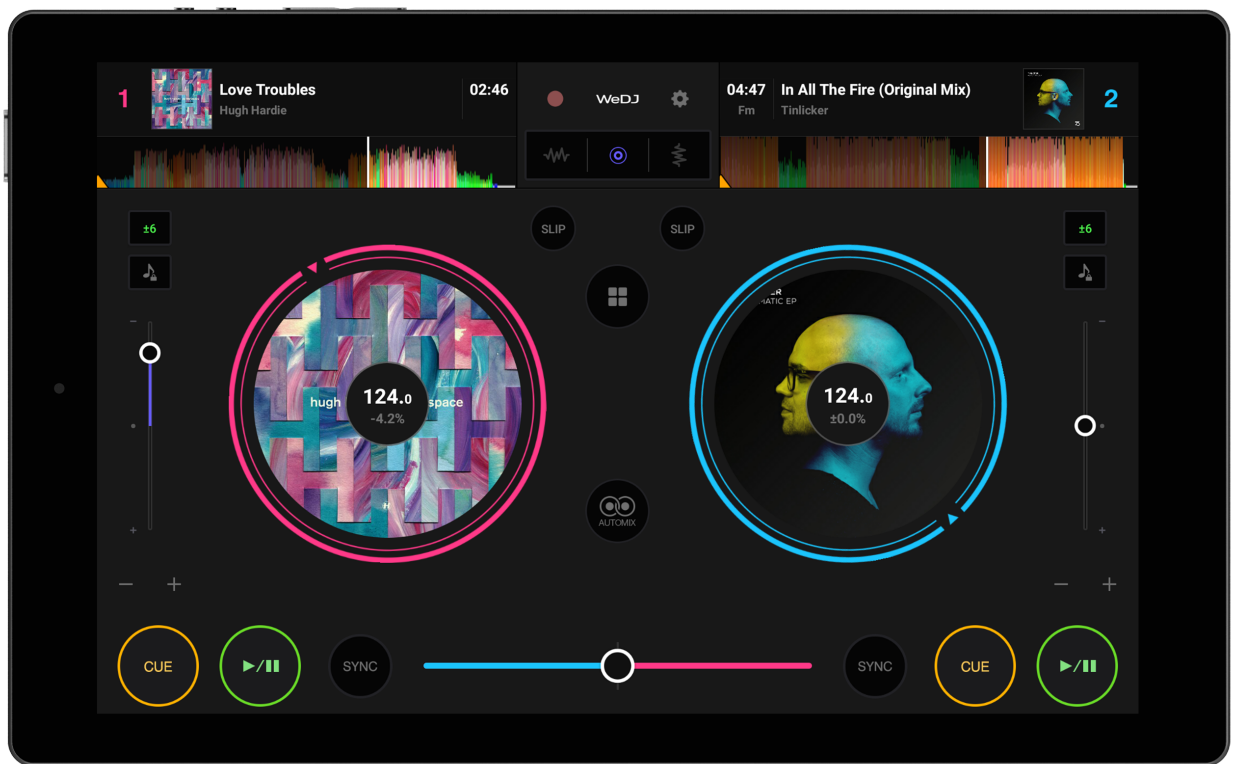 1
Love Troubles
Hugh Hardie
02:46
WeDJ
04:47
Fm
In All The Fire (Original Mix)
Tinlicker
2
±6
SLIP
SLIP
±6
hugh
space
124.0
-4.2%
MATIC EP
124.0
±0.0%
H
AUTOMIX
− +
− +
CUE
▶/❚❚
SYNC
SYNC
CUE
▶/❚❚